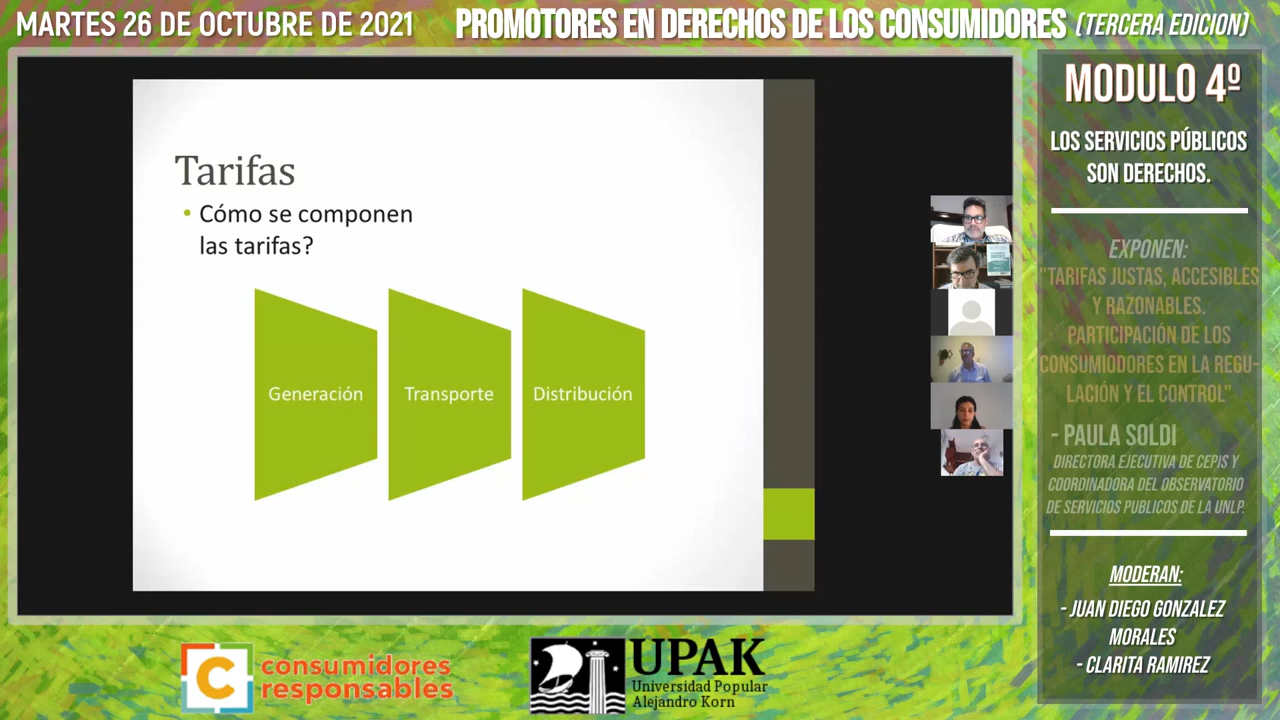 MARTES 26 DE OCTUBRE DE 2021
PROMOTORES EN DERECHOS DE LOS CONSUMIDORES (TERCERA EDICION)
Tarifas
• Cómo se componen
las tarifas?
Generación
Transporte
Distribución
MODULO 4º
LOS SERVICIOS PÚBLICOS
SON DERECHOS.
EXPONEN:
"TARIFAS JUSTAS, ACCESIBLES
Y RAZONABLES.
PARTICIPACIÓN DE LOS
CONSUMIODORES EN LA REGU-
LACIÓN Y EL CONTROL"
- PAULA SOLDI
DIRECTORA EJECUTIVA DE CEPIS Y
COORDINADORA DEL OBSERVATORIO
DE SERVICIOS PUBLICOS DE LA UNLP.
MODERAN:
- JUAN DIEGO GONZALEZ
MORALES
- CLARITA RAMIREZ
C
consumidores
responsables
UPAK
Universidad Popular
Alejandro Korn